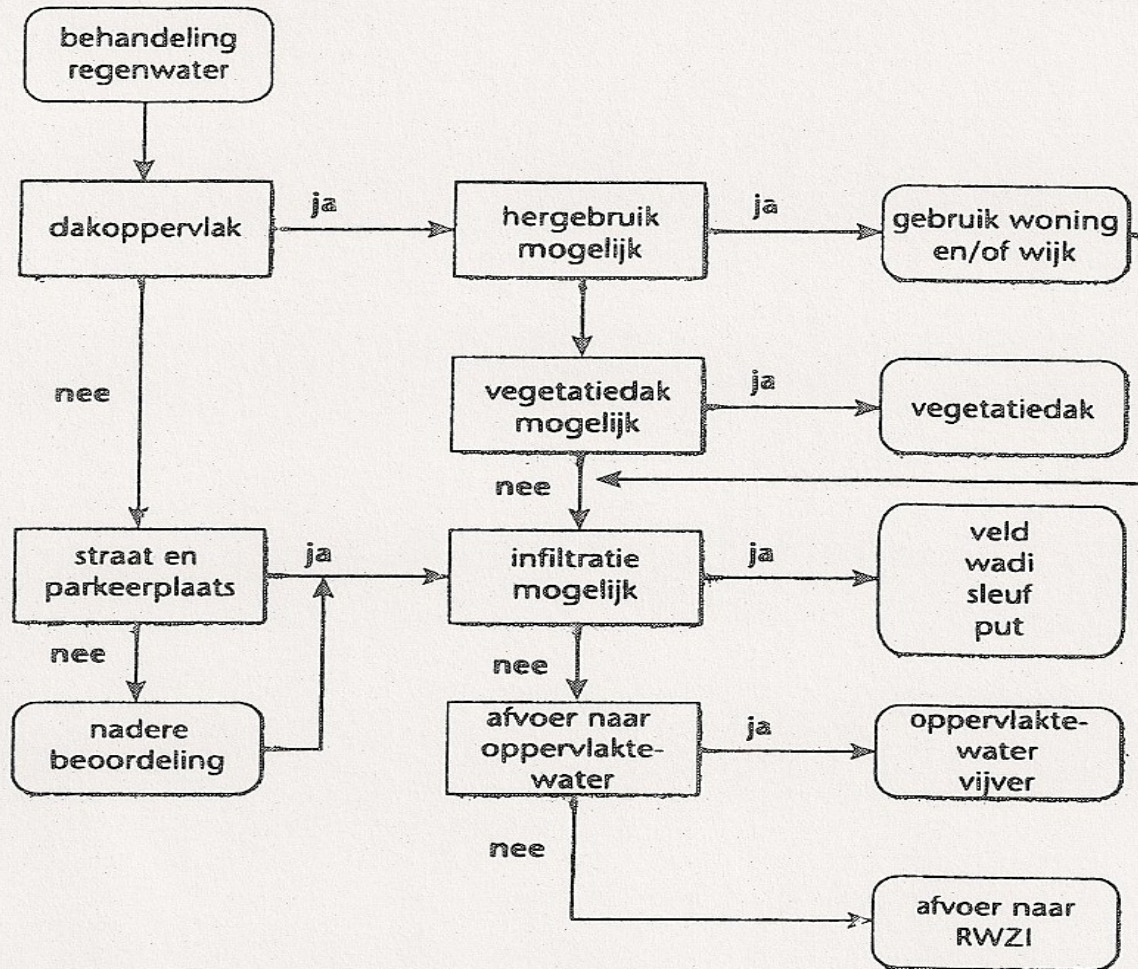 behandeling
regenwater
dakoppervlak
ja
hergebruik
mogelijk
ja
gebruik woning
en/of wijk
nee
vegetatiedak
mogelijk
ja
vegetatiedak
nee
straat en
parkeerplaats
ja
infiltratie
mogelijk
ja
veld
wadi
sleuf
put
nee
nadere
beoordeling
nee
afvoer naar
oppervlakte-
water
ja
oppervlakte-
water
vijver
nee
afvoer naar
RWZI